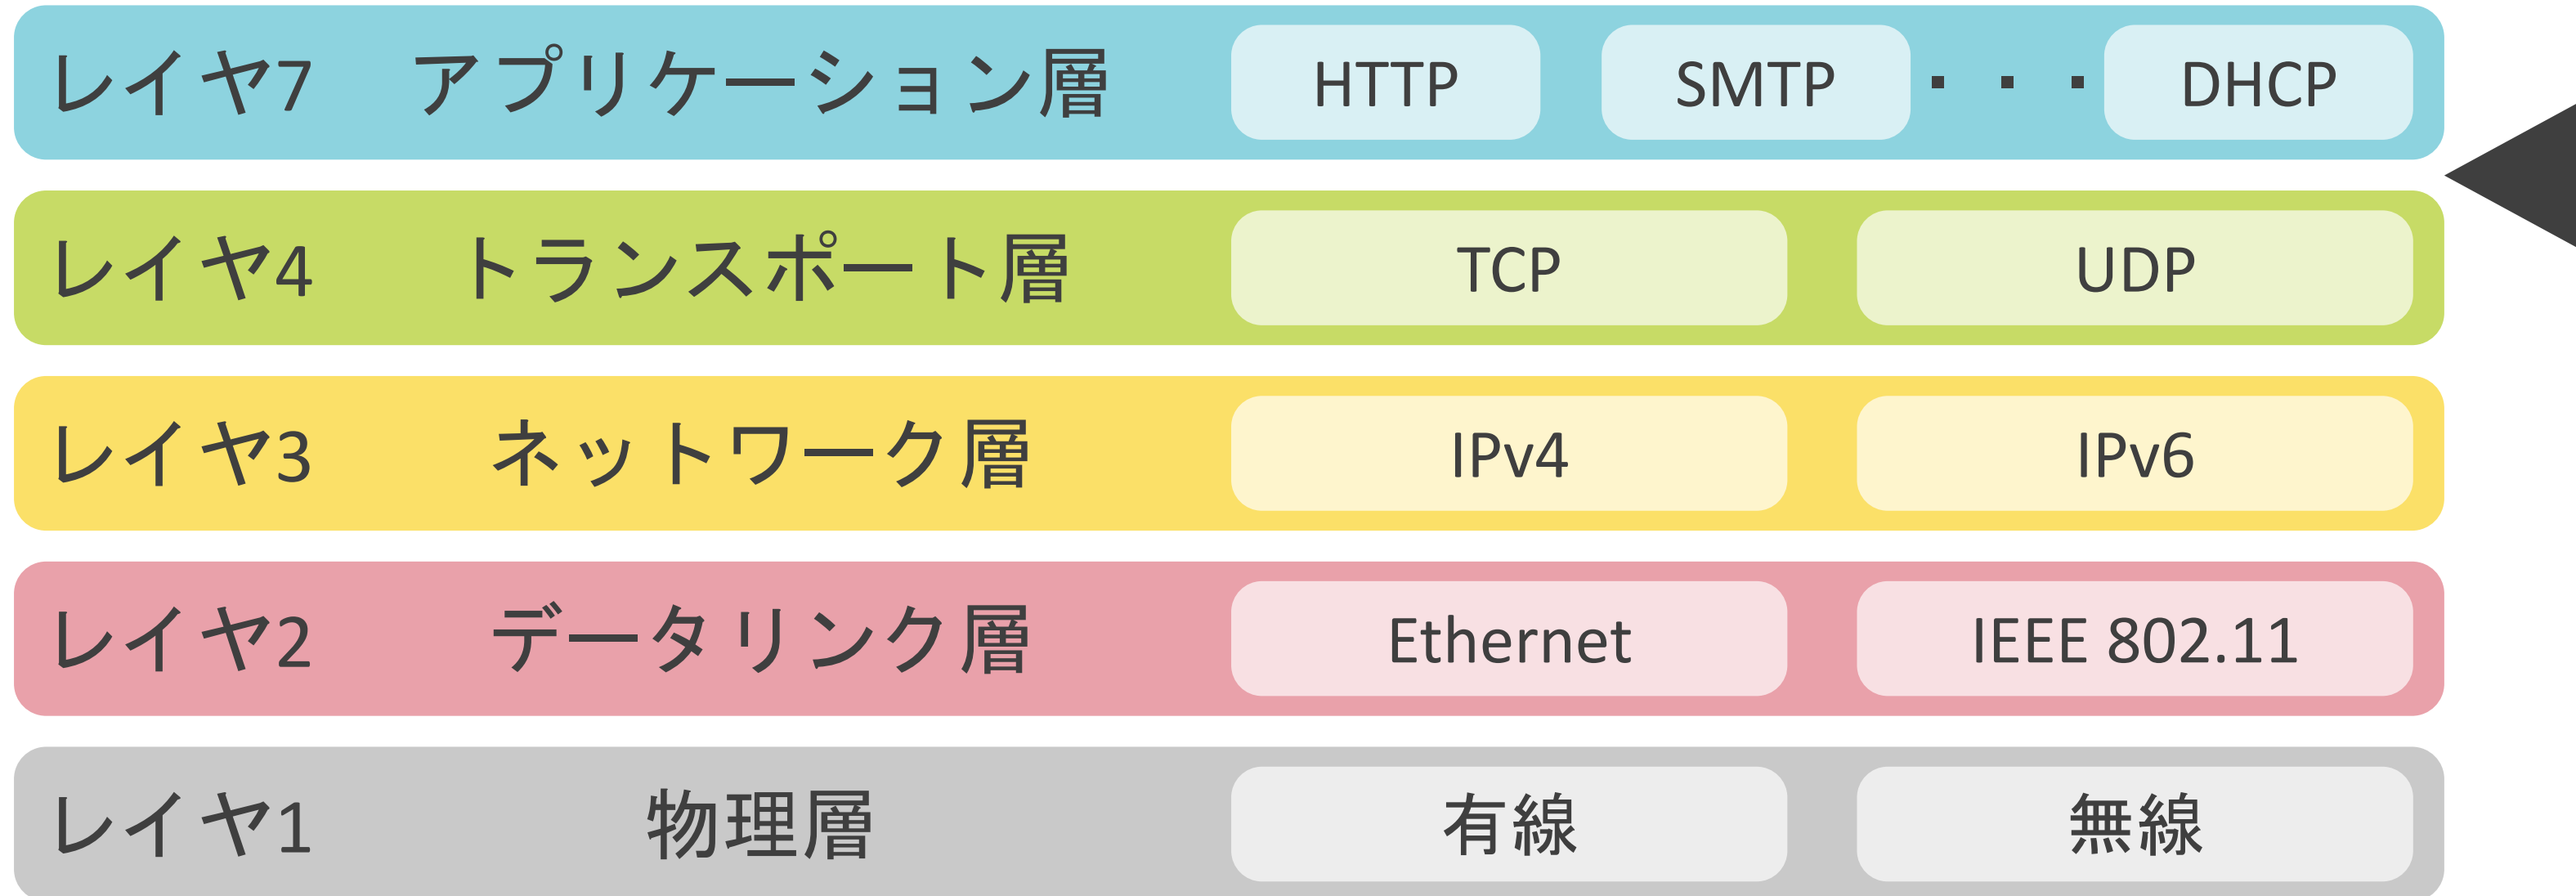 レイヤ7 アプリケーション層 HTTP SMTP ・・・ DHCP
レイヤ4 トランスポート層 TCP UDP
レイヤ3 ネットワーク層 IPv4 IPv6
レイヤ2 データリンク層 Ethernet IEEE 802.11
レイヤ1 物理層 有線 無線